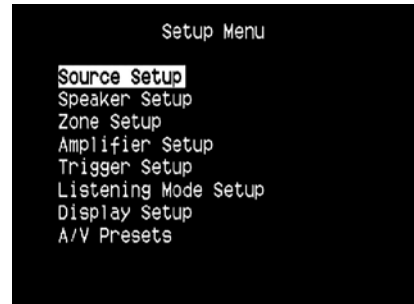 Setup Menu
Source Setup
Speaker Setup
Zone Setup
Amplifier Setup
Trigger Setup
Listening Mode Setup
Display Setup
A/V Presets